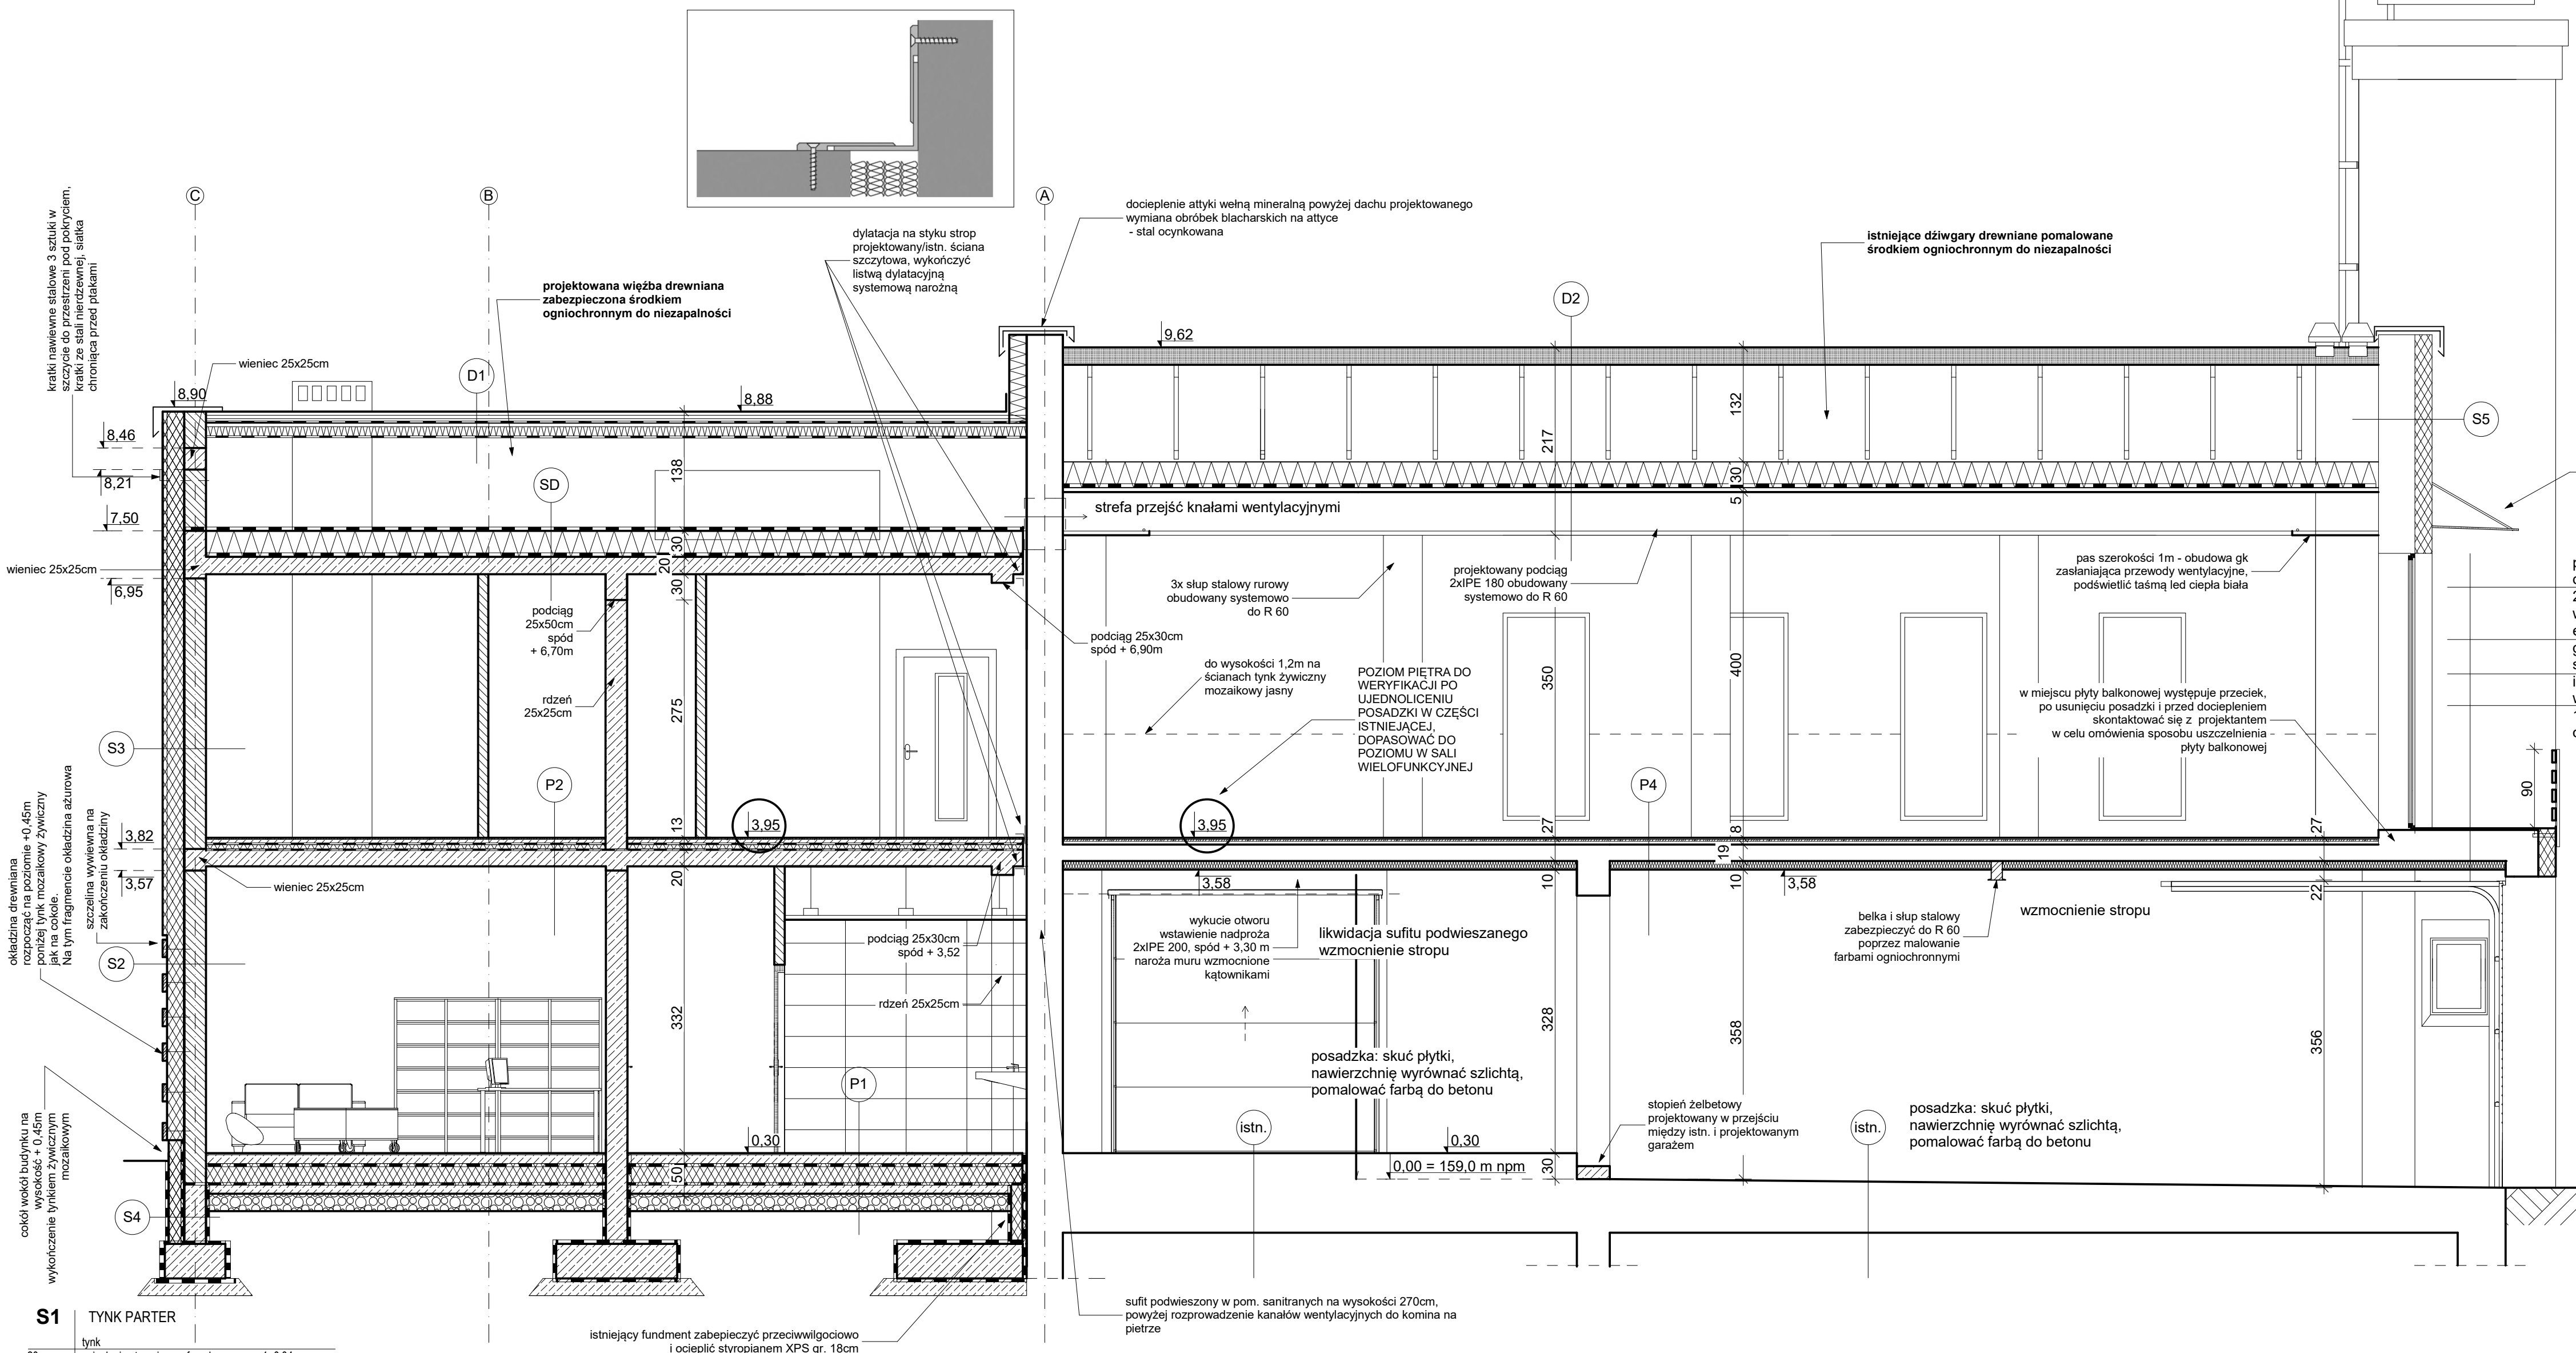 C
B
A
kratki nawiewne stalowe 3 sztuki w
szczycie do przestrzeni pod pokryciem,
kratki ze stali nierdzewnej, siatka
chroniąca przed ptakami
wieniec 25x25cm
D1
projektowana więźba drewniana
zabezpieczona środkiem
ogniochronnym do niezapalności
dylatacja na styku strop
projektowany/istn. ściana
szczytowa, wykończyć
listwą dylatacyjną
systemową narożną
docieplenie attyki wełną mineralną powyżej dachu projektowanego
wymiana obróbek blacharskich na attyce
- stal ocynkowana
istniejące dźiwgary drewniane pomalowane
środkiem ogniochronnym do niezapalności
D2
9,62
8,90
8,88
8,46
8,21
7,50
138
SD
132
217
S5
30
5
strefa przejść knałami wentylacyjnymi
wieniec 25x25cm
6,95
30
20
30
podciąg
25x50cm
spód
+ 6,70m
rdzeń
25x25cm
3x słup stalowy rurowy
obudowany systemowo
do R 60
projektowany podciąg
2xIPE 180 obudowany
systemowo do R 60
pas szerokości 1m - obudowa gk
zasłaniająca przewody wentylacyjne,
podświetlić taśmą led ciepła biała
podciąg 25x30cm
spód + 6,90m
do wysokości 1,2m na
ścianach tynk żywiczny
mozaikowy jasny
POZIOM PIĘTRA DO
WERYFIKACJI PO
UJEDNOLICENIU
POSADZKI W CZĘŚCI
ISTNIEJĄCEJ,
DOPASOWAĆ DO
POZIOMU W SALI
WIELOFUNKCYJNEJ
350
400
w miejscu płyty balkonowej występuje przeciek,
po usunięciu posadzki i przed dociepleniem
skontaktować się z projektantem
w celu omówienia sposobu uszczelnienia
płyty balkonowej
275
S3
P2
P4
90
okładzina drewniana
rozpocząć na poziomie +0,45m
poniżej tynk mozaikowy żywiczny
jak na cokole.
Na tym fragmencie okładzina ażurowa
szczelina wywiewna na
zakończeniu okładziny
3,82
3,57
13
3,95
3,95
27
8
27
19
20
wieniec 25x25cm
3,58
10
10
3,58
22
S2
podciąg 25x30cm
spód + 3,52
rdzeń 25x25cm
wykucie otworu
wstawienie nadproża
2xIPE 200, spód + 3,30 m
naroża muru wzmocnione
kątownikami
likwidacja sufitu podwieszanego
wzmocnienie stropu
belka i słup stalowy
zabezpieczyć do R 60
poprzez malowanie
farbami ogniochronnymi
wzmocnienie stropu
332
328
358
356
posadzka: skuć płytki,
nawierzchnię wyrównać szlichtą,
pomalować farbą do betonu
P1
istn.
stopień żelbetowy
projektowany w przejściu
między istn. i projektowanym
garażem
istn.
posadzka: skuć płytki,
nawierzchnię wyrównać szlichtą,
pomalować farbą do betonu
cokół wokół budynku na
wysokość + 0,45m
wykończenie tynkiem żywicznym
mozaikowym
0,30
0,30
0,00 = 159,0 m npm
30
50
S4
sufit podwieszony w pom. sanitranych na wysokości 270cm,
powyżej rozprowadzenie kanałów wentylacyjnych do komina na
pietrze
istniejący fundment zabepieczyć przeciwwilgociowo
i ocieplić styropianem XPS gr. 18cm
S1 TYNK PARTER
tynk